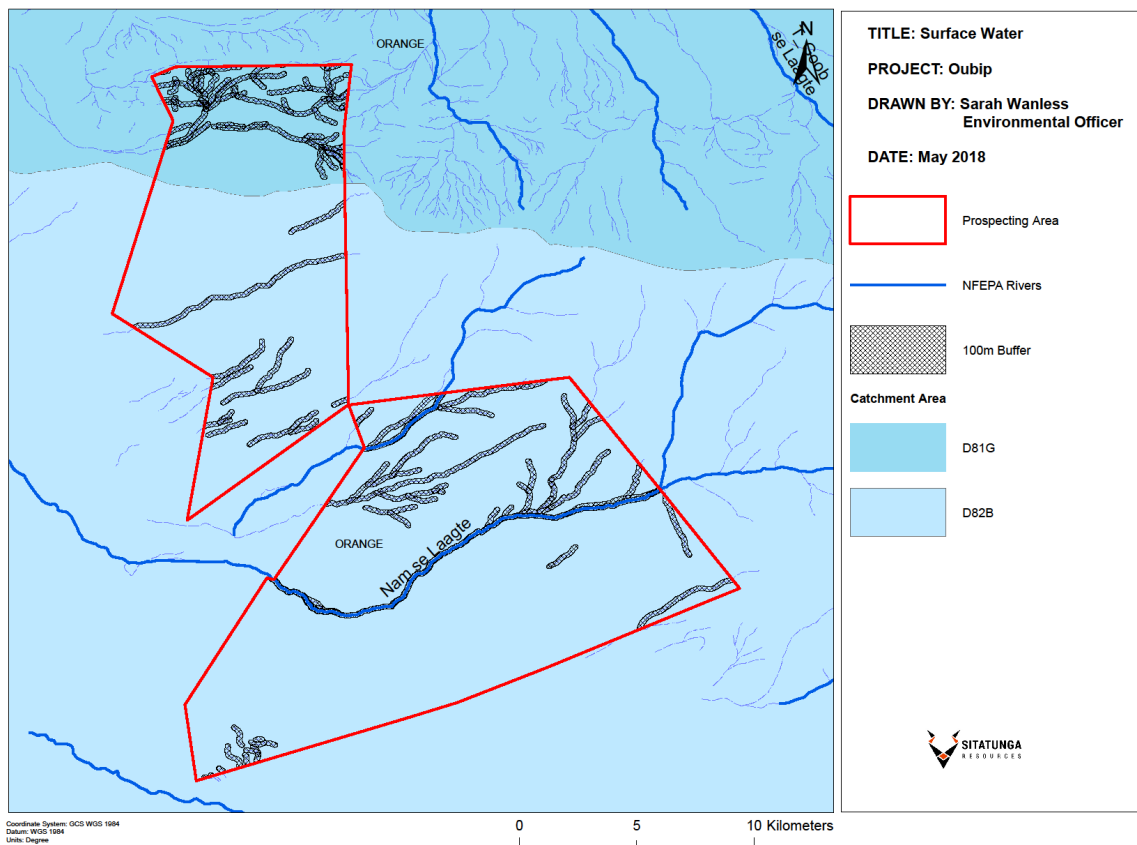 ORANGE
N
T_Goob
se Laagte
ORANGE
Nam se Laagte
TITLE: Surface Water
PROJECT: Oubip
DRAWN BY: Sarah Wanless
Environmental Officer
DATE: May 2018
Prospecting Area
NFEPA Rivers
100m Buffer
Catchment Area
D81G
D82B
SITATUNGA
RESOURCES
Coordinate System: GCS WGS 1984
Datum: WGS 1984
Units: Degree
0 5 10 Kilometers